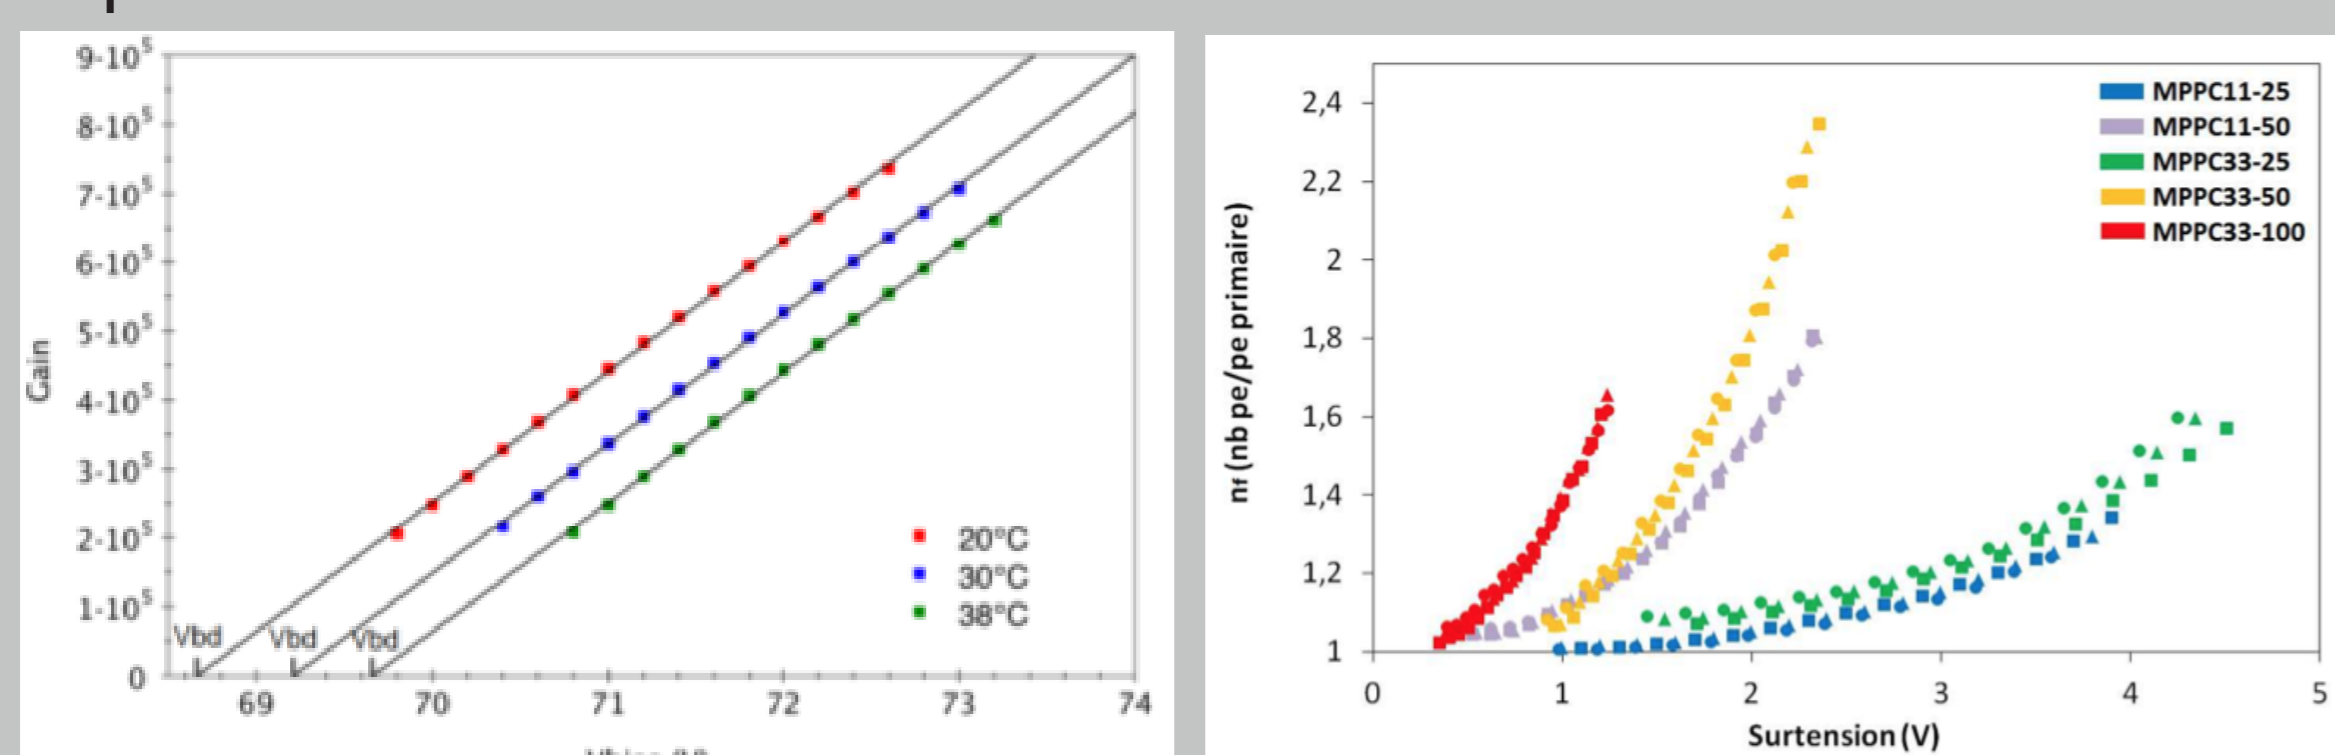 9·10⁵
8·10⁵
7·10⁵
6·10⁵
5·10⁵
4·10⁵
3·10⁵
2·10⁵
1·10⁵
0
Gain
Vbd Vbd Vbd
20°C
30°C
38°C
69 70 71 72 73 74
2,4
2,2
2
1,8
1,6
1,4
1,2
1
nf (nb pe/pe primaire)
MPPC11-25
MPPC11-50
MPPC33-25
MPPC33-50
MPPC33-100
0 1 2 3 4 5
Surtension (V)